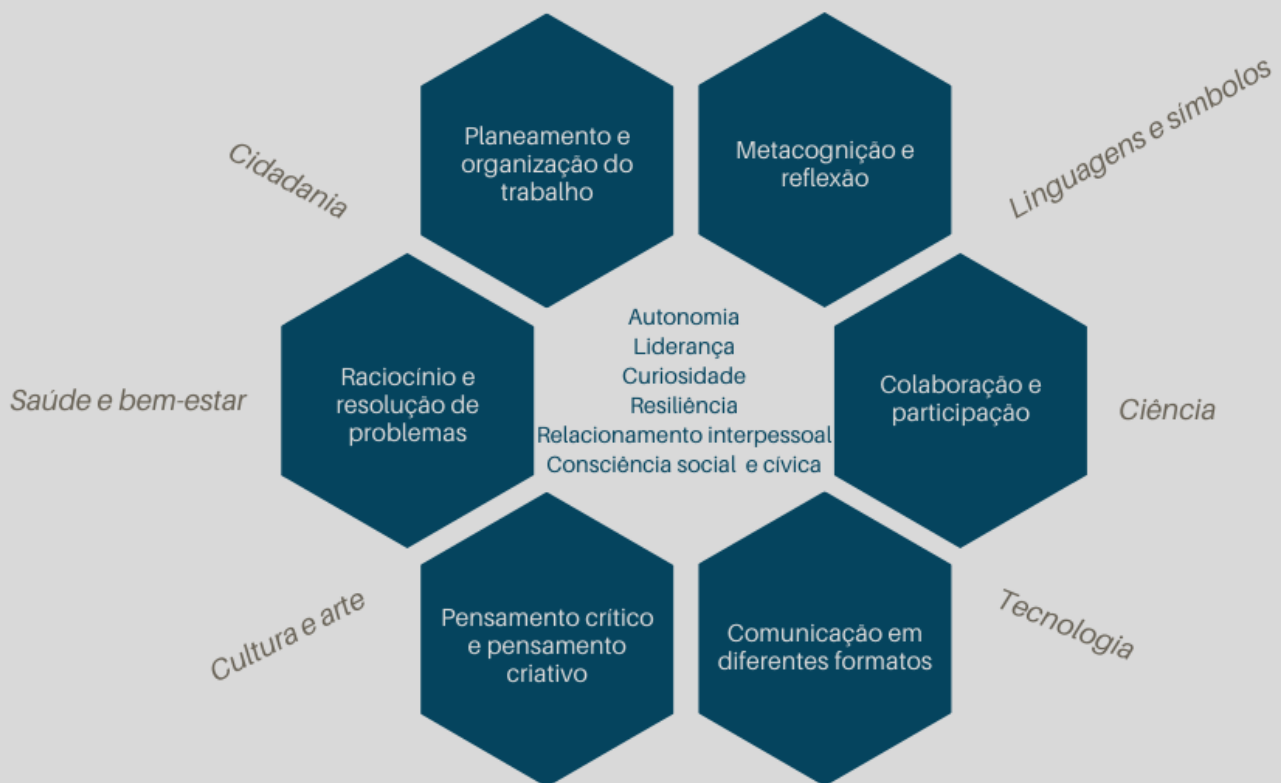 Cidadania
Planeamento e
organização do
trabalho
Metacognição e
reflexão
Linguagens e símbolos
Saúde e bem-estar
Raciocínio e
resolução de
problemas
Autonomia
Liderança
Curiosidade
Resiliência
Relacionamento interpessoal
Consciência social e cívica
Colaboração e
participação
Ciência
Cultura e arte
Pensamento crítico
e pensamento
criativo
Comunicação em
diferentes formatos
Tecnologia